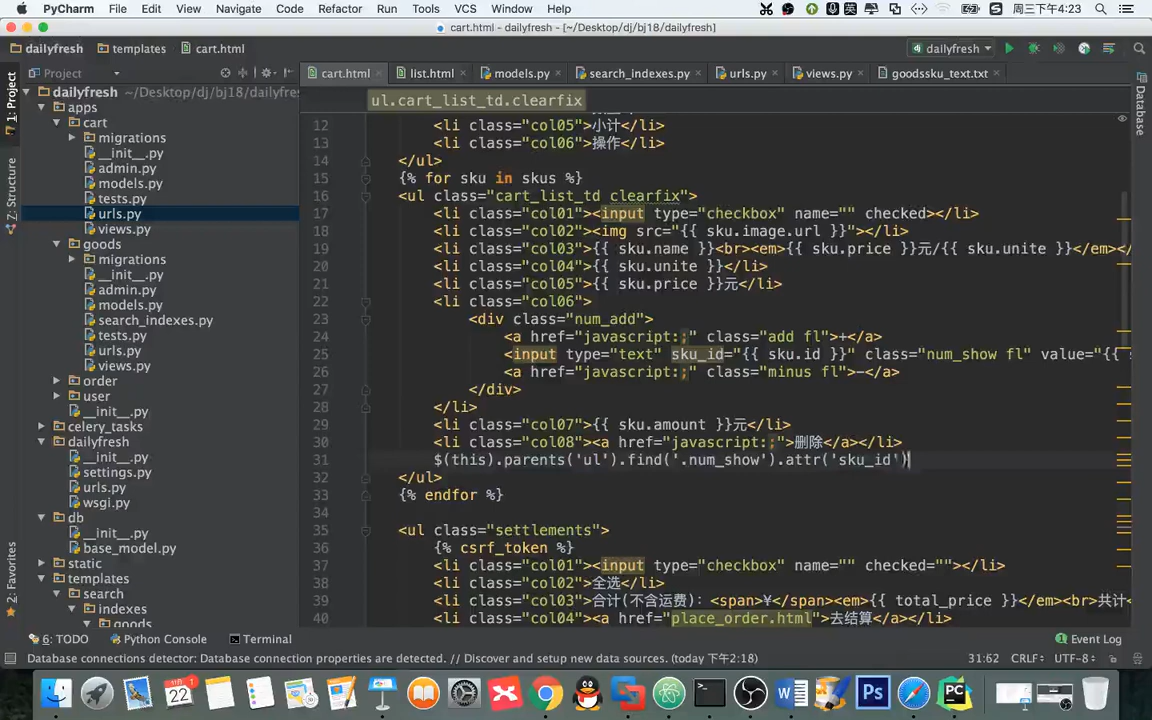 PyCharm File Edit View Navigate Code Refactor Run Tools VCS Window Help 英 周三下午4:23
cart.html - dailyfresh - [~/Desktop/dj/bj18/dailyfresh]
dailyfresh templates cart.html dailyfresh
Project cart.html list.html models.py search_indexes.py urls.py views.py goodssku_text.txt
1: Project
Z: Structure
2: Favorites
Database
dailyfresh ~/Desktop/dj/bj18/dailyfres
apps
cart
migrations
__init__.py
admin.py
models.py
tests.py
urls.py
views.py
goods
migrations
__init__.py
admin.py
models.py
search_indexes.py
tests.py
urls.py
views.py
order
user
__init__.py
celery_tasks
dailyfresh
__init__.py
settings.py
urls.py
wsgi.py
db
__init__.py
base_model.py
static
templates
search
indexes
goods
ul.cart_list_td.clearfix
12 <li class="col05">小计</li>
13 <li class="col06">操作</li>
14 </ul>
15 {% for sku in skus %}
16 <ul class="cart_list_td clearfix">
17 <li class="col01"><input type="checkbox" name="" checked></li>
18 <li class="col02"><img src="{{ sku.image.url }}"></li>
19 <li class="col03">{{ sku.name }}<br><em>{{ sku.price }}元/{{ sku.unite }}</em></
20 <li class="col04">{{ sku.unite }}</li>
21 <li class="col05">{{ sku.price }}元</li>
22 <li class="col06">
23 <div class="num_add">
24 <a href="javascript:;" class="add fl">+</a>
25 <input type="text" sku_id="{{ sku.id }}" class="num_show fl" value="{{ s
26 <a href="javascript:;" class="minus fl">-</a>
27 </div>
28 </li>
29 <li class="col07">{{ sku.amount }}元</li>
30 <li class="col08"><a href="javascript:;">删除</a></li>
31 $(this).parents('ul').find('.num_show').attr('sku_id')
32 </ul>
33 {% endfor %}
34
35 <ul class="settlements">
36 {% csrf_token %}
37 <li class="col01"><input type="checkbox" name="" checked=""></li>
38 <li class="col02">全选</li>
39 <li class="col03">合计(不含运费): <span>¥</span><em>{{ total_price }}</em><br>共计<
40 <li class="col04"><a href="place_order.html">去结算</a></li>
6: TODO Python Console Terminal 1 Event Log
Database connections detector: Database connection properties are detected. // Discover and setup new data sources. (today 下午2:18) 31:62 CRLF: UTF-8:
22
W Ps PC